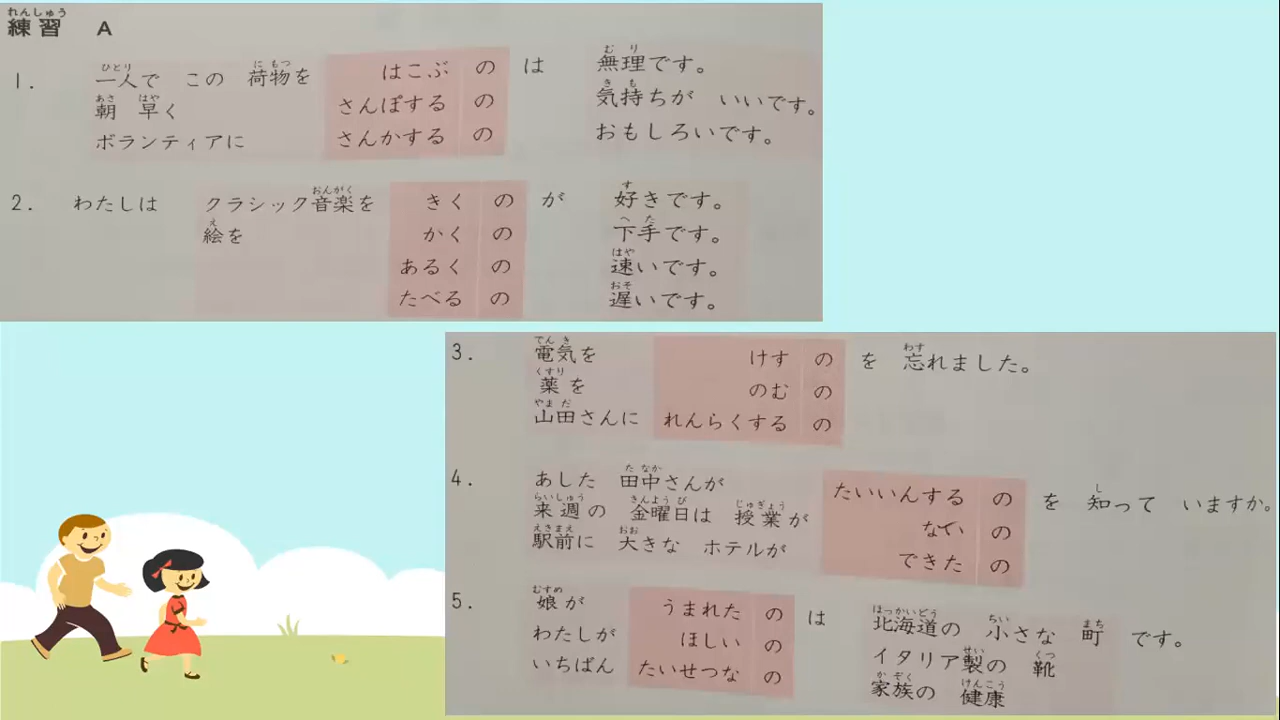 練習 A
1. 一人で この 荷物を はこぶ の は 無理です。
朝 早く さんぽする の 気持ちが いいです。
ボランティアに さんかする の おもしろいです。
2. わたしは クラシック音楽を きく の が 好きです。
絵を かく の 下手です。
あるく の 速いです。
たべる の 遅いです。
3. 電気を けす の を 忘れました。
薬を のむ の
山田さんに れんらくする の
4. あした 田中さんが たいいんする の を 知って いますか。
来週の 金曜日は 授業が ない の
駅前に 大きな ホテルが できた の
5. 娘が うまれた の は 北海道の 小さな 町 です。
わたしが ほしい の イタリア製の 靴
いちばん たいせつな の 家族の 健康